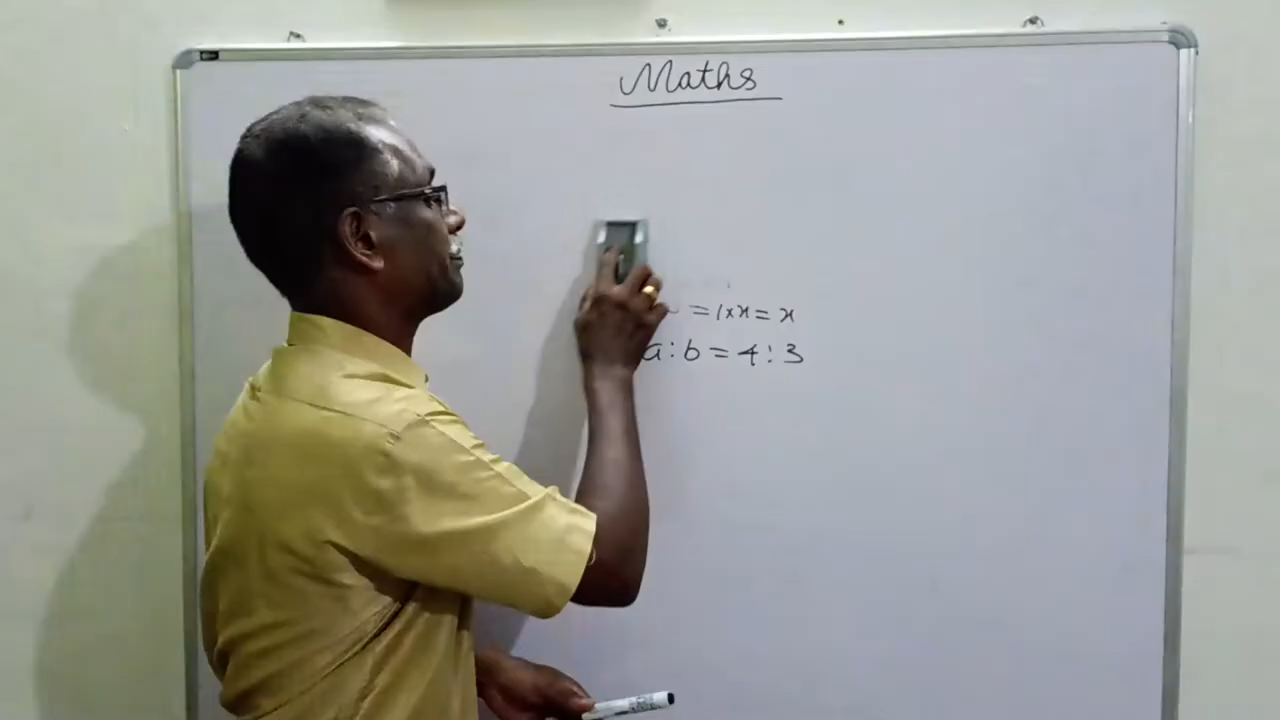 Maths
= 1 x x = x
a : b = 4 : 3